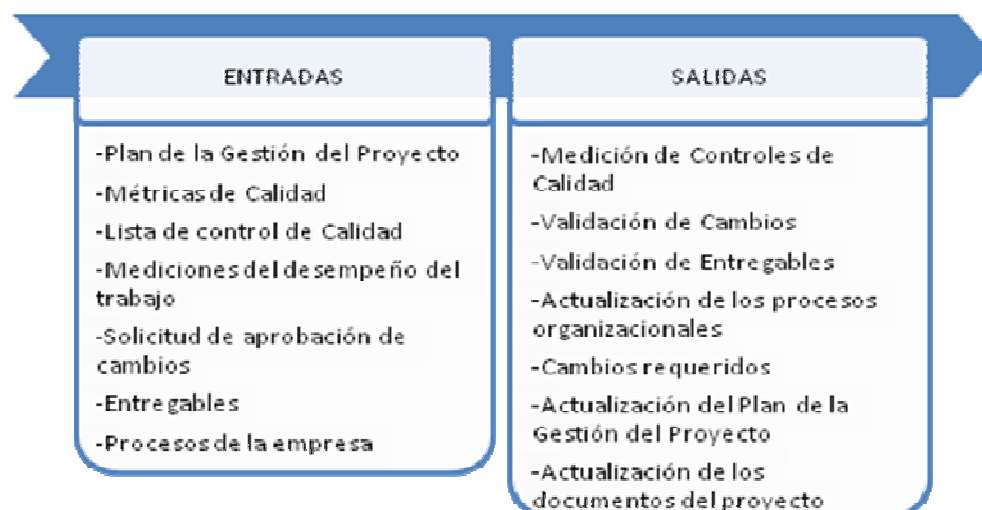 ENTRADAS
-Plan de la Gestión del Proyecto
-Métricas de Calidad
-Lista de control de Calidad
-Mediciones del desempeño del
trabajo
-Solicitud de aprobación de
cambios
-Entregables
-Procesos de la empresa
SALIDAS
-Medición de Controles de
Calidad
-Validación de Cambios
-Validación de Entregables
-Actualización de los procesos
organizacionales
-Cambios requeridos
-Actualización del Plan de la
Gestión del Proyecto
-Actualización de los
documentos del proyecto